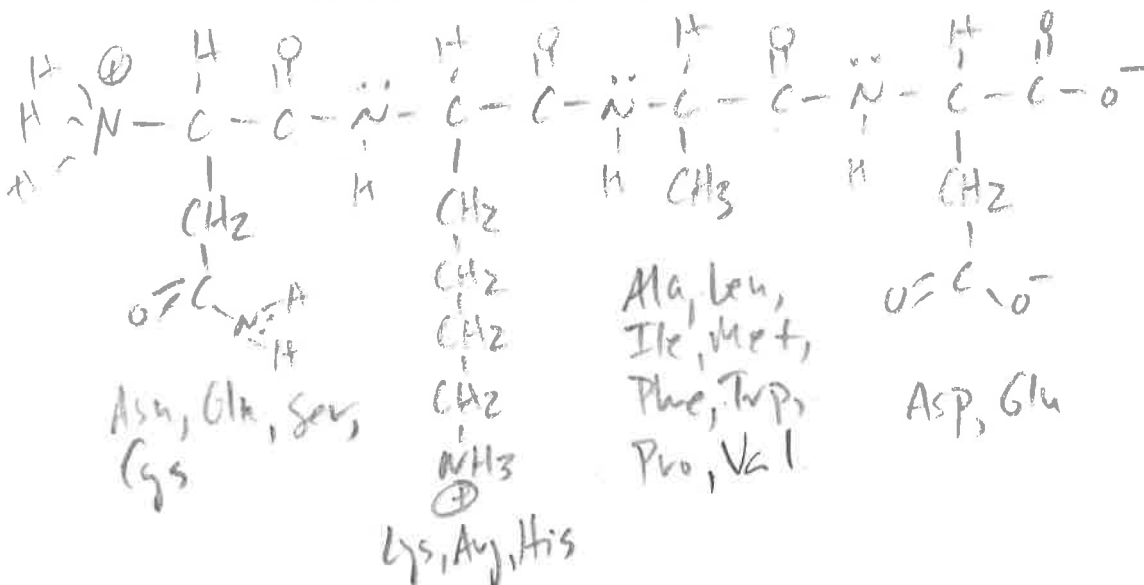 H H O H O H O H O
H ⊕
H N - C - C - N̈ - C - C - N̈ - C - C - N̈ - C - C - O⁻
H H H CH3 H
CH2 CH2 CH2
O=C CH2 O=C O⁻
N H CH2
H CH2
NH3
⊕
Asn, Gln, Ser,
Cys
Lys, Arg, His
Ala, Leu,
Ile, Met,
Phe, Trp,
Pro, Val
Asp, Glu